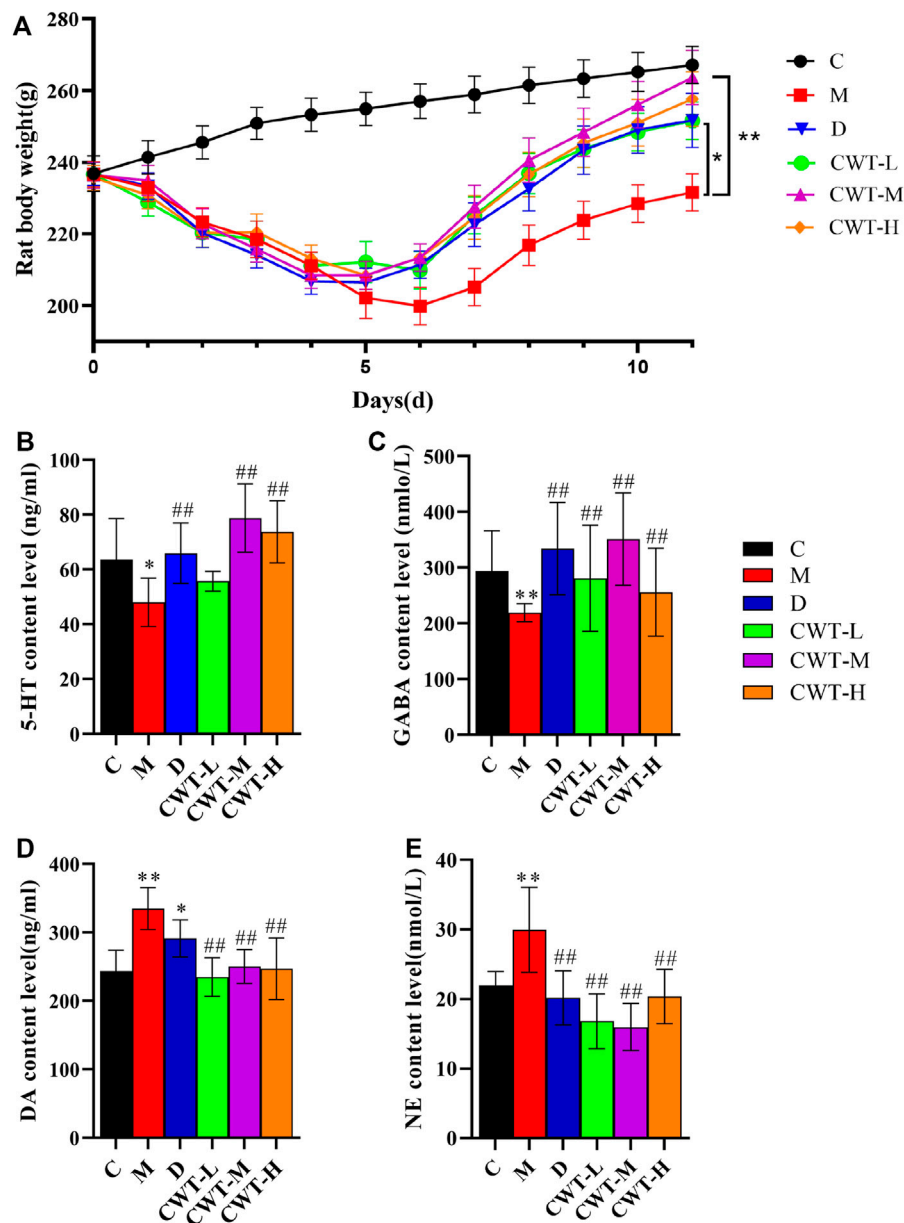 A
280
260
240
220
200
0
5
10
Rat body weight(g)
Days(d)
C
M
D
CWT-L
CWT-M
CWT-H
*
**
B
100
80
60
40
20
0
5-HT content level (ng/ml)
*
##
##
##
C
M
D
CWT-L
CWT-M
CWT-H
C
500
400
300
200
100
0
GABA content level (nmlo/L)
**
##
##
##
##
C
M
D
CWT-L
CWT-M
CWT-H
C
M
D
CWT-L
CWT-M
CWT-H
D
400
300
200
100
0
DA content level(ng/ml)
**
*
##
##
##
C
M
D
CWT-L
CWT-M
CWT-H
E
40
30
20
10
0
NE content level(nmol/L)
**
##
##
##
##
C
M
D
CWT-L
CWT-M
CWT-H